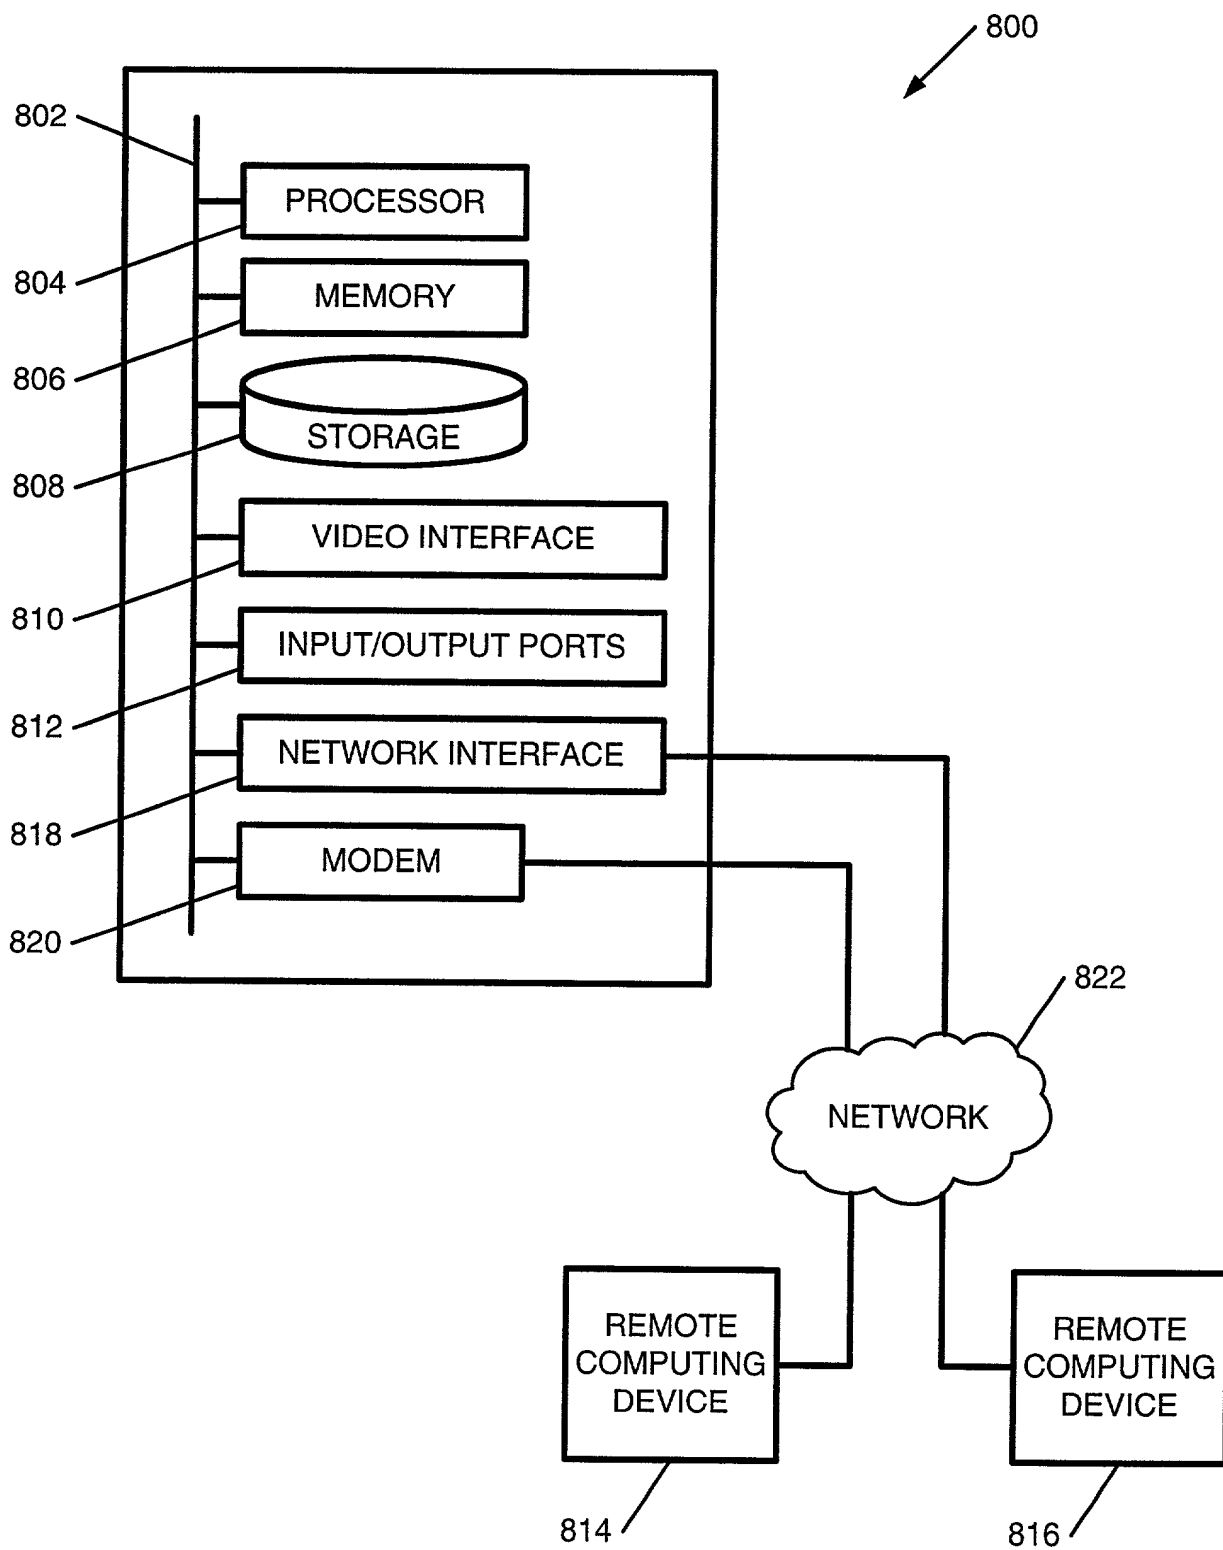 800
802
PROCESSOR
804
MEMORY
806
STORAGE
808
VIDEO INTERFACE
810
INPUT/OUTPUT PORTS
812
NETWORK INTERFACE
818
MODEM
820
822
NETWORK
REMOTE
COMPUTING
DEVICE
814
REMOTE
COMPUTING
DEVICE
816